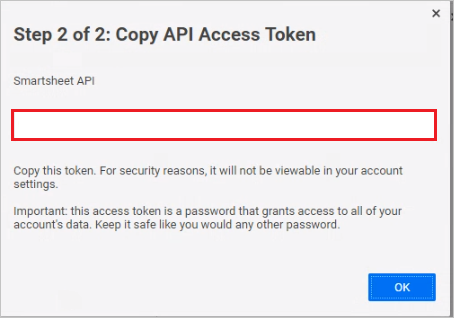 Step 2 of 2: Copy API Access Token
Smartsheet API
Copy this token. For security reasons, it will not be viewable in your account
settings.
Important: this access token is a password that grants access to all of your
account's data. Keep it safe like you would any other password.
OK